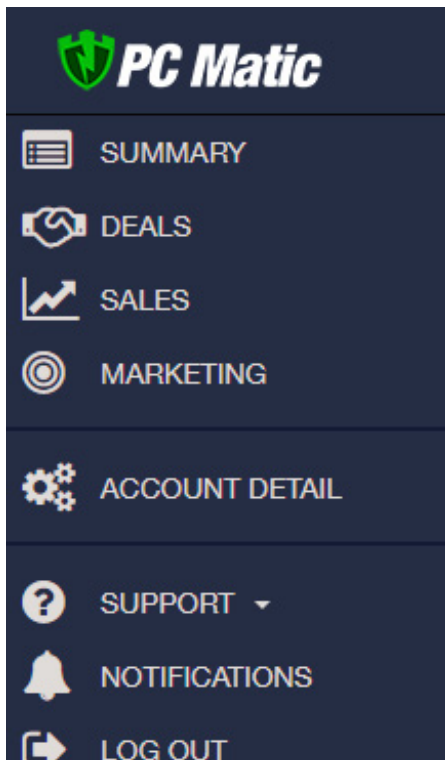 PC Matic
SUMMARY
DEALS
SALES
MARKETING
ACCOUNT DETAIL
SUPPORT
NOTIFICATIONS
LOG OUT